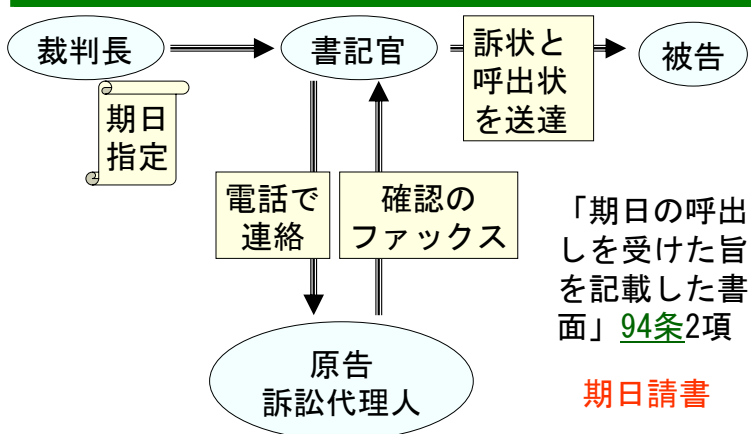 裁判長
書記官
訴状と
呼出状
を送達
被告
期日
指定
電話で
連絡
確認の
ファックス
「期日の呼出
しを受けた旨
を記載した書
面」94条2項
原告
訴訟代理人
期日請書